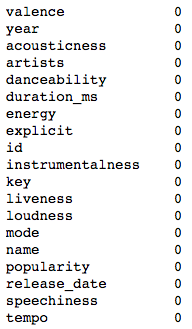 valence 0
year 0
acousticness 0
artists 0
danceability 0
duration_ms 0
energy 0
explicit 0
id 0
instrumentalness 0
key 0
liveness 0
loudness 0
mode 0
name 0
popularity 0
release_date 0
speechiness 0
tempo 0